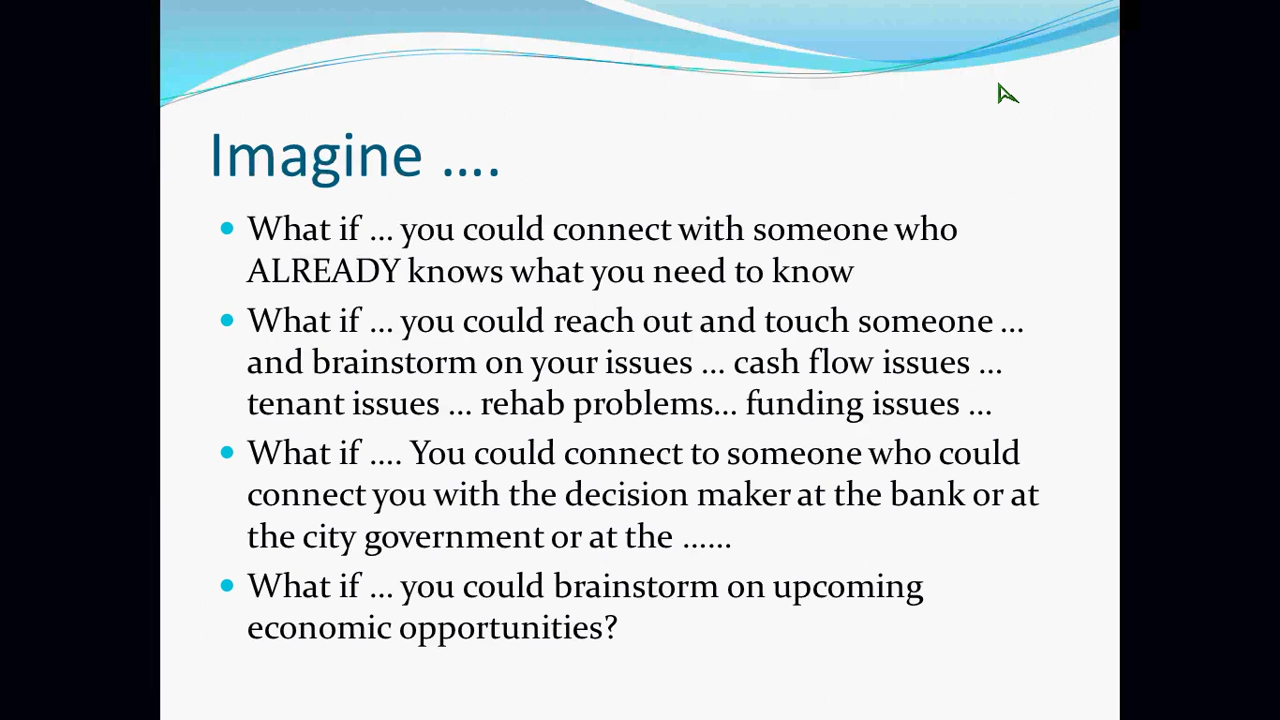 Imagine ....
What if ... you could connect with someone who
ALREADY knows what you need to know
What if ... you could reach out and touch someone ...
and brainstorm on your issues ... cash flow issues ...
tenant issues ... rehab problems... funding issues ...
What if .... You could connect to someone who could
connect you with the decision maker at the bank or at
the city government or at the ......
What if ... you could brainstorm on upcoming
economic opportunities?